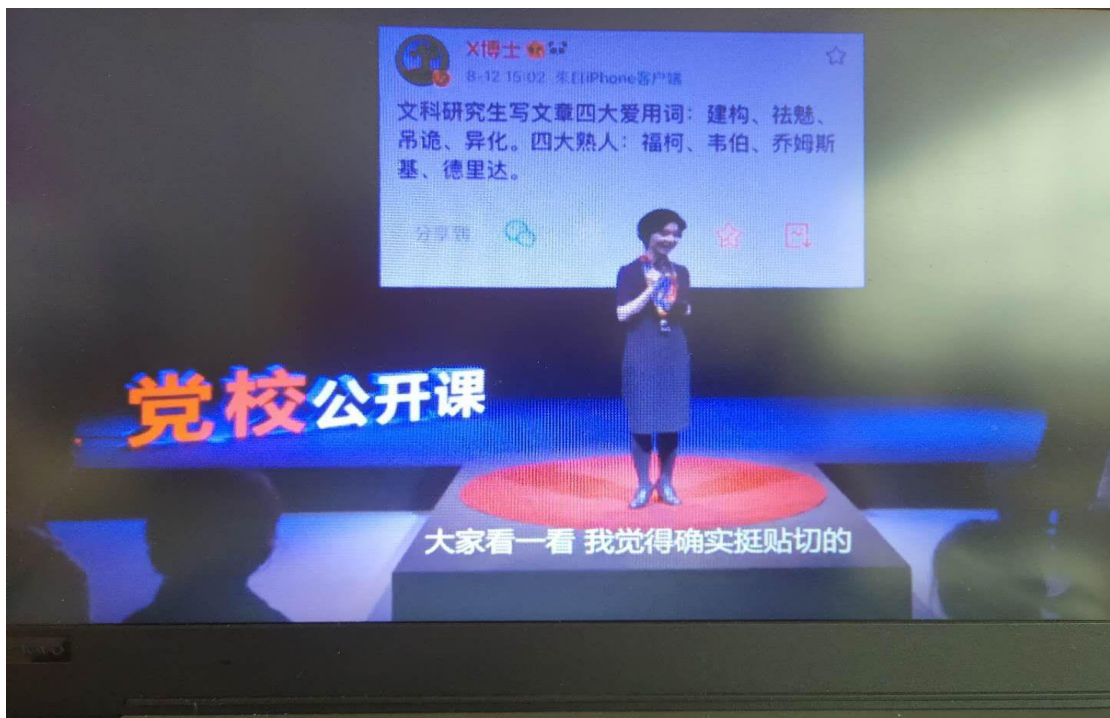 X博士
8-12 15:02 来自iPhone客户端
文科研究生写文章四大爱用词：建构、祛魅、
吊诡、异化。四大熟人：福柯、韦伯、乔姆斯
基、德里达。
分享到
党校公开课
大家看一看 我觉得确实挺贴切的